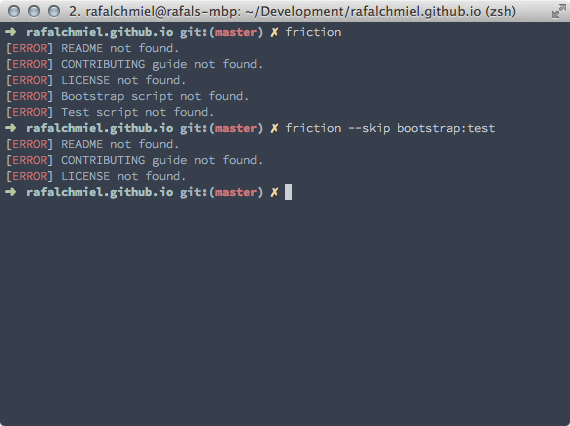 2. rafalchmiel@rafals-mbp: ~/Development/rafalchmiel.github.io (zsh)
➜ rafalchmiel.github.io git:(master) ✗ friction
[ERROR] README not found.
[ERROR] CONTRIBUTING guide not found.
[ERROR] LICENSE not found.
[ERROR] Bootstrap script not found.
[ERROR] Test script not found.
➜ rafalchmiel.github.io git:(master) ✗ friction --skip bootstrap:test
[ERROR] README not found.
[ERROR] CONTRIBUTING guide not found.
[ERROR] LICENSE not found.
➜ rafalchmiel.github.io git:(master) ✗